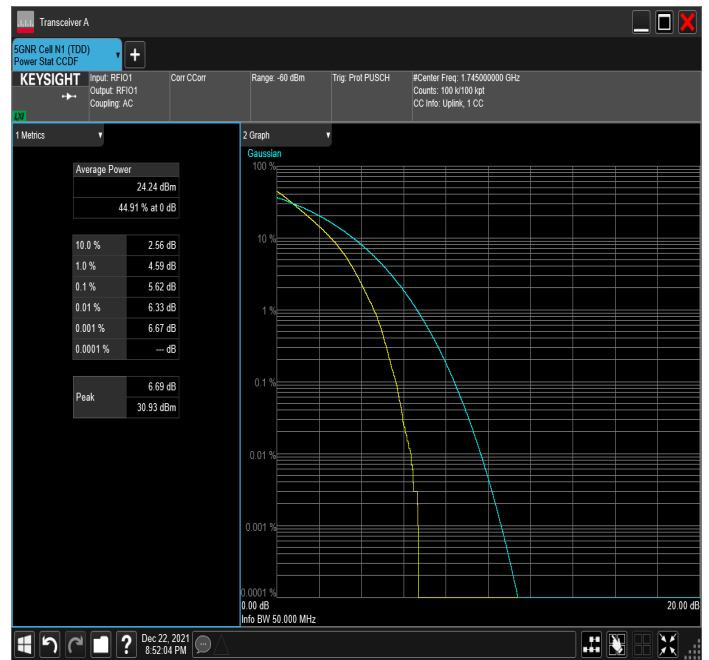 Transceiver A
5GNR Cell N1 (TDD)
Power Stat CCDF
KEYSIGHT
LXI
Input: RFIO1
Output: RFIO1
Coupling: AC
Corr CCorr
Range: -60 dBm
Trig: Prot PUSCH
#Center Freq: 1.745000000 GHz
Counts: 100 k/100 kpt
CC Info: Uplink, 1 CC
1 Metrics
Average Power
24.24 dBm
44.91 % at 0 dB
10.0 % 2.56 dB
1.0 % 4.59 dB
0.1 % 5.62 dB
0.01 % 6.33 dB
0.001 % 6.67 dB
0.0001 % --- dB
Peak
6.69 dB
30.93 dBm
2 Graph
Gaussian
100 %
10 %
1 %
0.1 %
0.01 %
0.001 %
0.0001 %
0.00 dB
20.00 dB
Info BW 50.000 MHz
?
Dec 22, 2021
8:52:04 PM